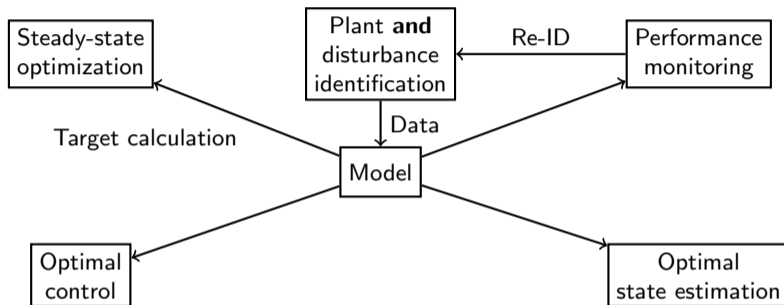 Steady-state
optimization
Plant and
disturbance
identification
Re-ID
Performance
monitoring
Data
Target calculation
Model
Optimal
control
Optimal
state estimation